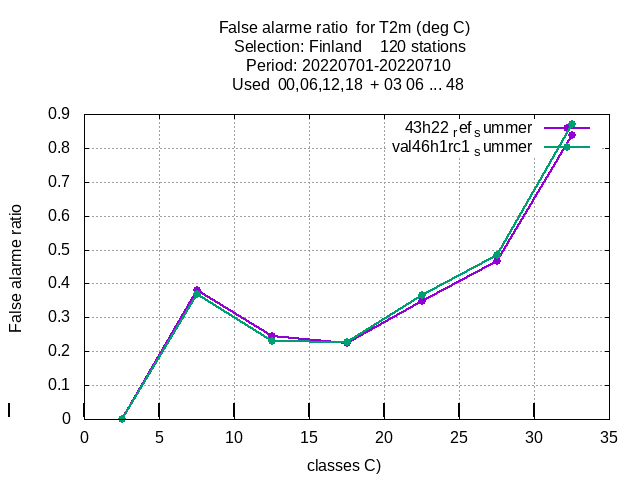 False alarme ratio  for T2m (deg C)
Selection: Finland    120 stations
Period: 20220701-20220710
Used  00,06,12,18  + 03 06 ... 48
43h22 ref summer
val46h1rc1 summer
False alarme ratio
0.9
0.8
0.7
0.6
0.5
0.4
0.3
0.2
0.1
0
0 5 10 15 20 25 30 35
classes C)